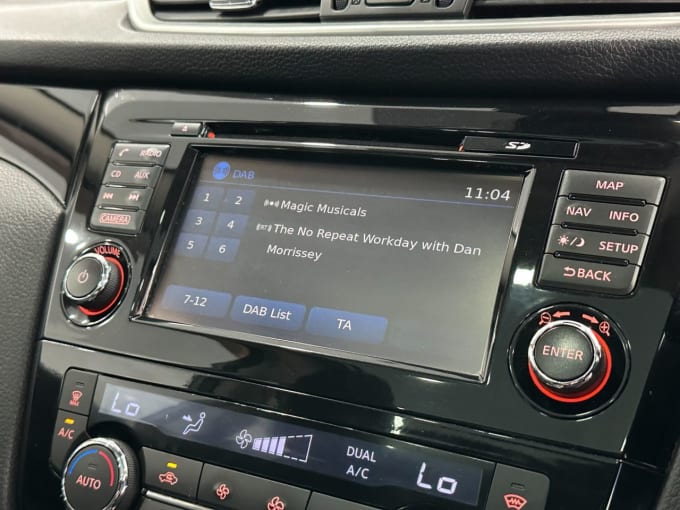 RADIO
CD AUX
CAMERA
VOLUME
DAB
11:04
1 2
3 4
5 6
Magic Musicals
The No Repeat Workday with Dan
Morrissey
7-12
DAB List
TA
SD
MAP
NAV
INFO
SETUP
BACK
ENTER
MAX
A/C
Lo
DUAL
A/C
Lo
AUTO